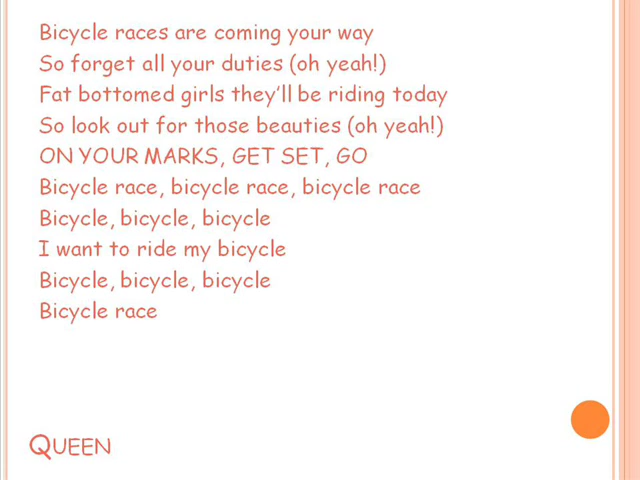 Bicycle races are coming your way
So forget all your duties (oh yeah!)
Fat bottomed girls they’ll be riding today
So look out for those beauties (oh yeah!)
ON YOUR MARKS, GET SET, GO
Bicycle race, bicycle race, bicycle race
Bicycle, bicycle, bicycle
I want to ride my bicycle
Bicycle, bicycle, bicycle
Bicycle race
QUEEN